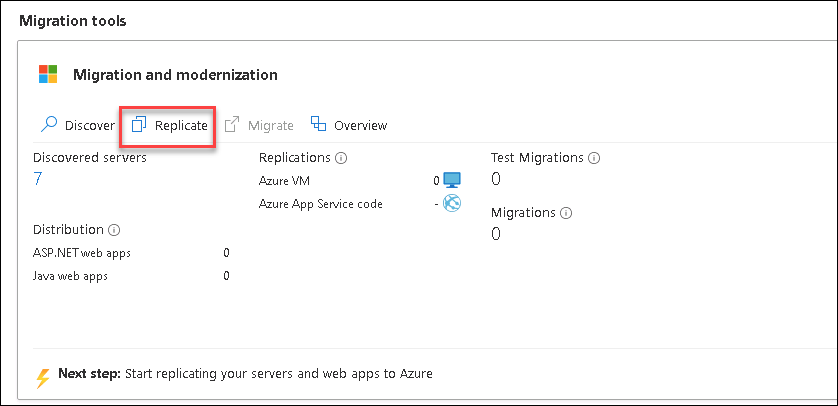 Migration tools
Migration and modernization
Discover Replicate Migrate Overview
Discovered servers
7
Replications
Azure VM 0
Azure App Service code -
Test Migrations
0
Migrations
0
Distribution
ASP.NET web apps 0
Java web apps 0
Next step: Start replicating your servers and web apps to Azure